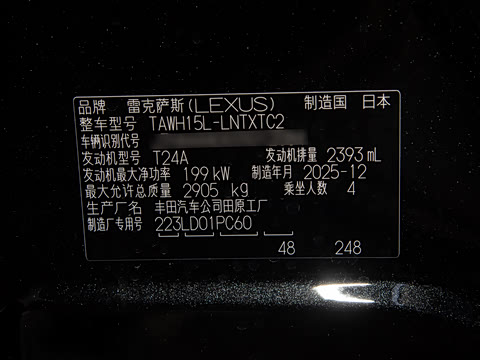 品牌 雷克萨斯(LEXUS) 制造国 日本
整车型号 TAWH15L-LNTXTC2
车辆识别代号
发动机型号 T24A 发动机排量 2393 mL
发动机最大净功率 199 kW 制造年月 2025-12
最大允许总质量 2905 kg 乘坐人数 4
生产厂名 丰田汽车公司田原工厂
制造厂专用号 223LD01PC60
48 248